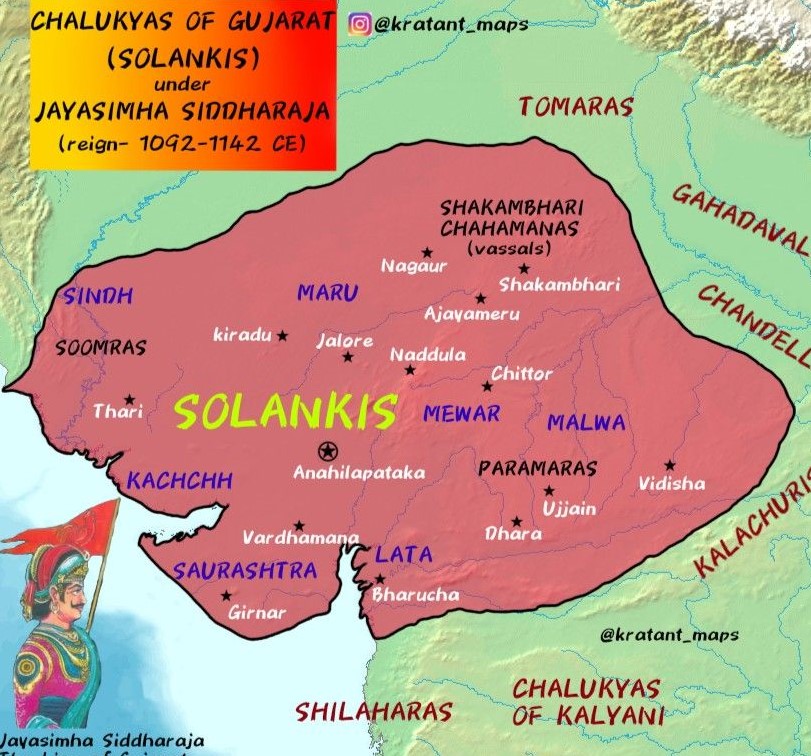 CHALUKYAS OF GUJARAT
(SOLANKIS)
under
JAYASIMHA SIDDHARAJA
(reign- 1092-1142 CE)
@kratant_maps
TOMARAS
GAHADAVAL
SHAKAMBHARI
CHAHAMANAS
(vassals)
Nagaur
Shakambhari
SINDH
MARU
Ajayameru
CHANDELL
kiradu
Jalore
SOOMRAS
Naddula
Chittor
Thari
SOLANKIS
MEWAR
MALWA
Anahilapataka
PARAMARAS
KACHCHH
Vidisha
Ujjain
Dhara
KALACHURIS
Vardhamana
LATA
SAURASHTRA
Bharucha
Girnar
@kratant_maps
CHALUKYAS
OF KALYANI
SHILAHARAS
Jayasimha Siddharaja